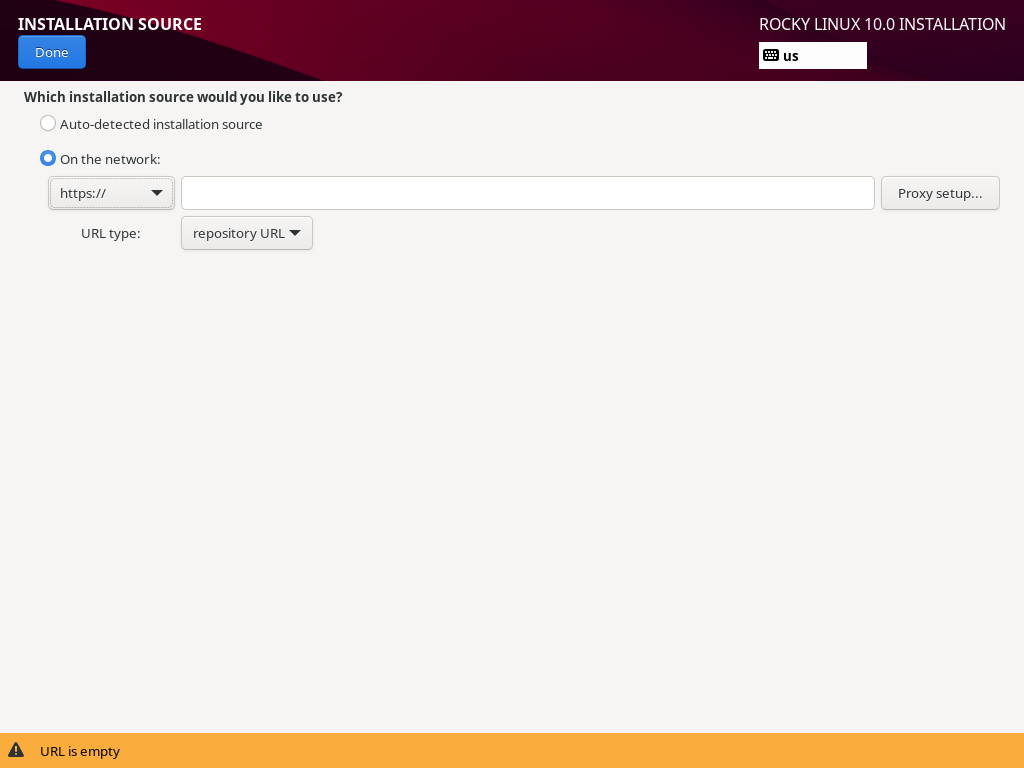 INSTALLATION SOURCE
ROCKY LINUX 10.0 INSTALLATION
Done
us
Which installation source would you like to use?
Auto-detected installation source
On the network:
https://
Proxy setup...
URL type:
repository URL
URL is empty